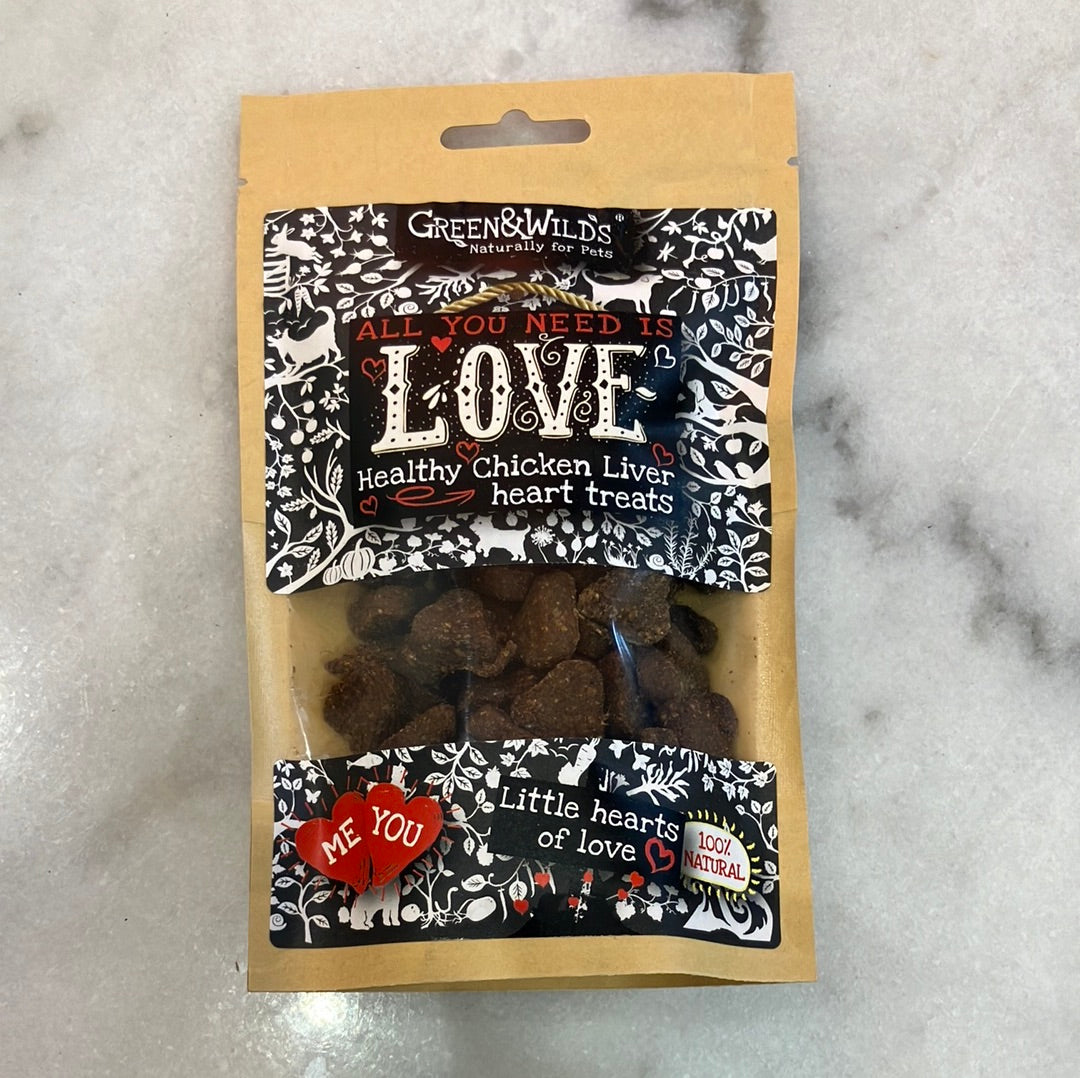 GREEN&WILD'S®
Naturally for Pets
ALL YOU NEED IS
LOVE
Healthy Chicken Liver
heart treats
ME YOU
Little hearts
of love
100%
NATURAL